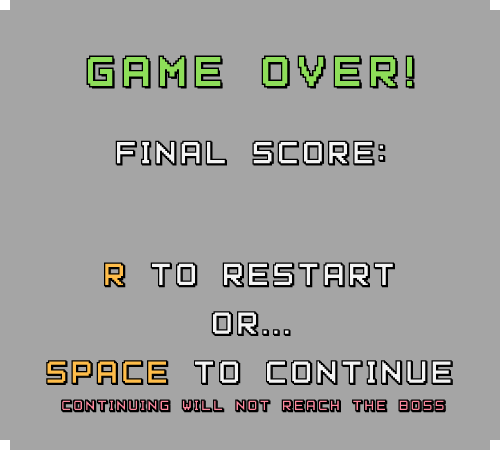 GAME OVER!
FINAL SCORE:
R TO RESTART
OR...
SPACE TO CONTINUE
CONTINUING WILL NOT REACH THE BOSS